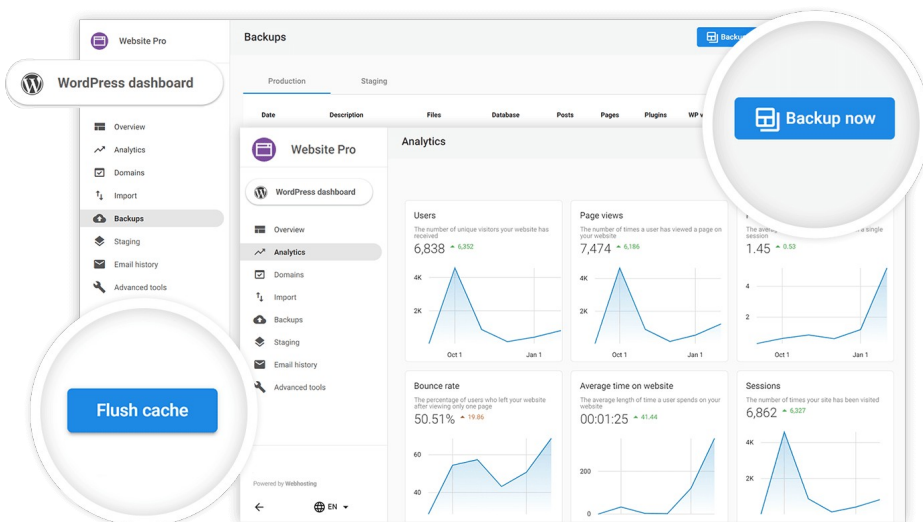 Website Pro
WordPress dashboard
Overview
Analytics
Domains
Import
Backups
Staging
Email history
Advanced tools
Flush cache
Backups
Backup now
Production
Staging
Date Description Files Database Posts Pages Plugins WP
Website Pro
WordPress dashboard
Overview
Analytics
Domains
Import
Backups
Staging
Email history
Advanced tools
Powered by Webhosting
EN
Analytics
Users
The number of unique visitors your website has
received
6,838 6,352
4K
2K
Oct 1 Jan 1
Page views
The number of times a user has viewed a page on
your website
7,474 6,186
4K
2K
Oct 1 Jan 1
a single
session
1.45 0.53
4
2
Oct 1 Jan 1
Bounce rate
The percentage of users who left your website
after viewing only one page
50.51% 19.86
60
40
Average time on website
The average length of time a user spends on your
website
00:01:25 41.44
200
0
Sessions
The number of times your site has been visited
6,862 6,327
4K
2K